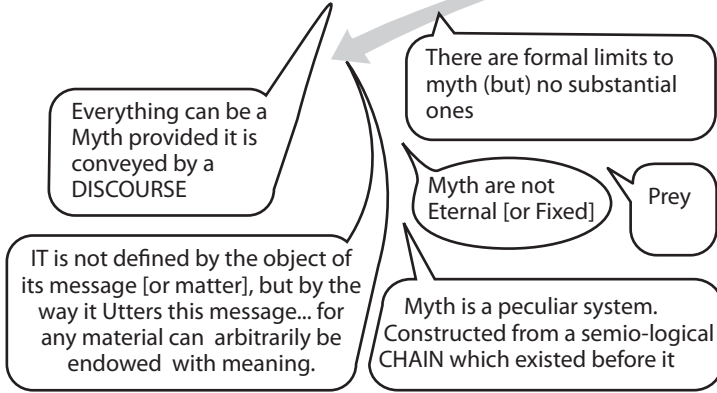 There are formal limits to
myth (but) no substantial
ones
Everything can be a
Myth provided it is
conveyed by a
DISCOURSE
Myth are not
Eternal [or Fixed]
Prey
IT is not defined by the object of
its message [or matter], but by the
way it Utters this message... for
any material can arbitrarily be
endowed with meaning.
Myth is a peculiar system.
Constructed from a semio-logical
CHAIN which existed before it